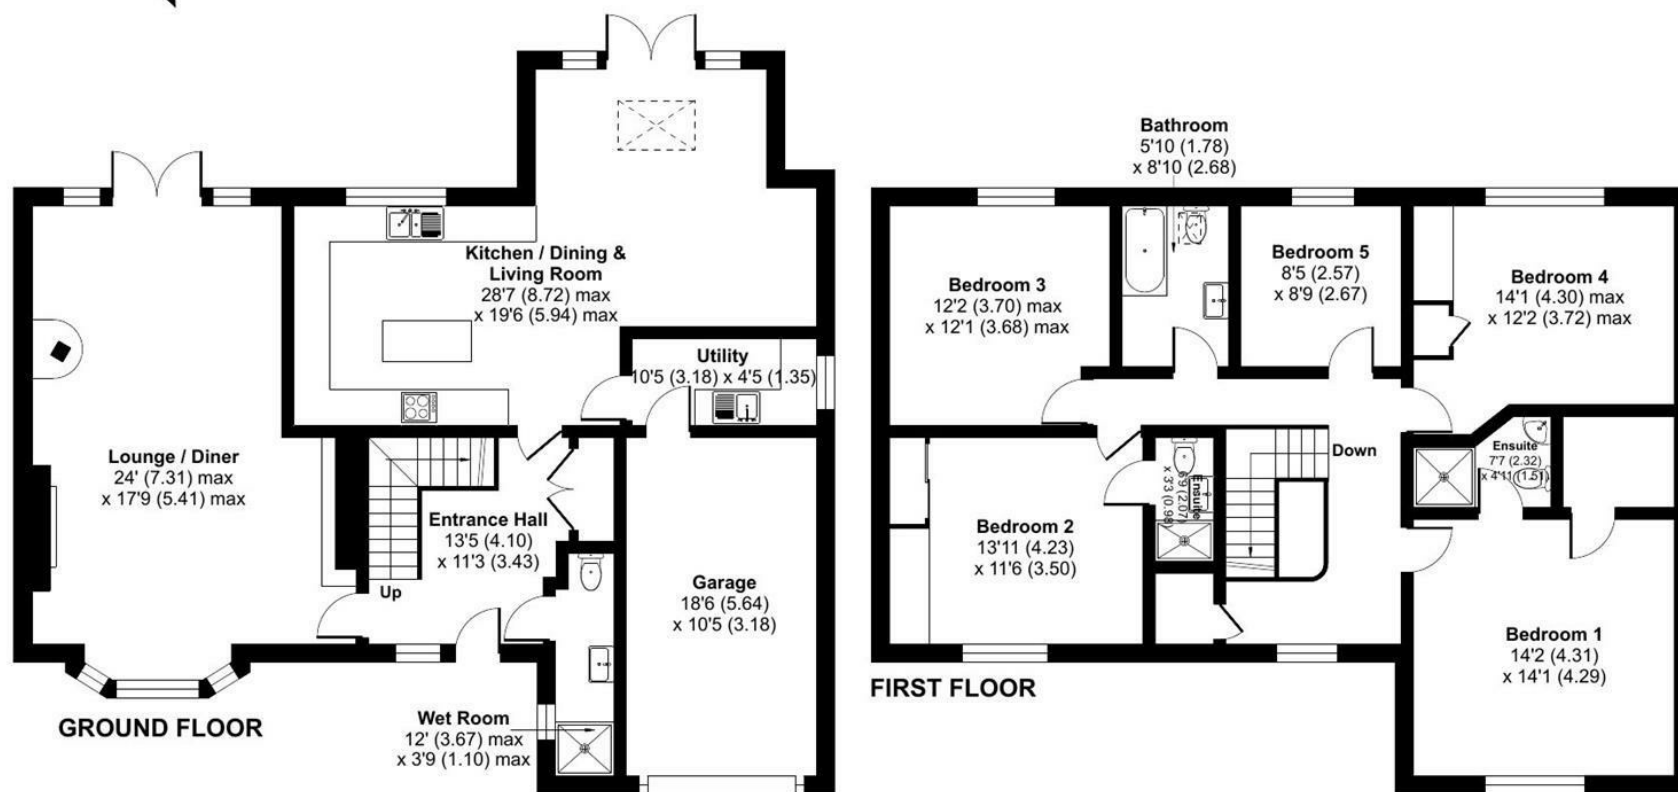 Kitchen / Dining &
Living Room
28'7 (8.72) max
x 19'6 (5.94) max
Utility
10'5 (3.18) x 4'5 (1.35)
Lounge / Diner
24' (7.31) max
x 17'9 (5.41) max
Entrance Hall
13'5 (4.10)
x 11'3 (3.43)
Up
Garage
18'6 (5.64)
x 10'5 (3.18)
Wet Room
12' (3.67) max
x 3'9 (1.10) max
GROUND FLOOR
Bathroom
5'10 (1.78)
x 8'10 (2.68)
Bedroom 3
12'2 (3.70) max
x 12'1 (3.68) max
Bedroom 5
8'5 (2.57)
x 8'9 (2.67)
Bedroom 4
14'1 (4.30) max
x 12'2 (3.72) max
Bedroom 2
13'11 (4.23)
x 11'6 (3.50)
Ensuite
6'9 (2.07)
x 3'3 (0.98)
Down
Ensuite
7'7 (2.32)
x 4'11 (1.51)
Bedroom 1
14'2 (4.31)
x 14'1 (4.29)
FIRST FLOOR